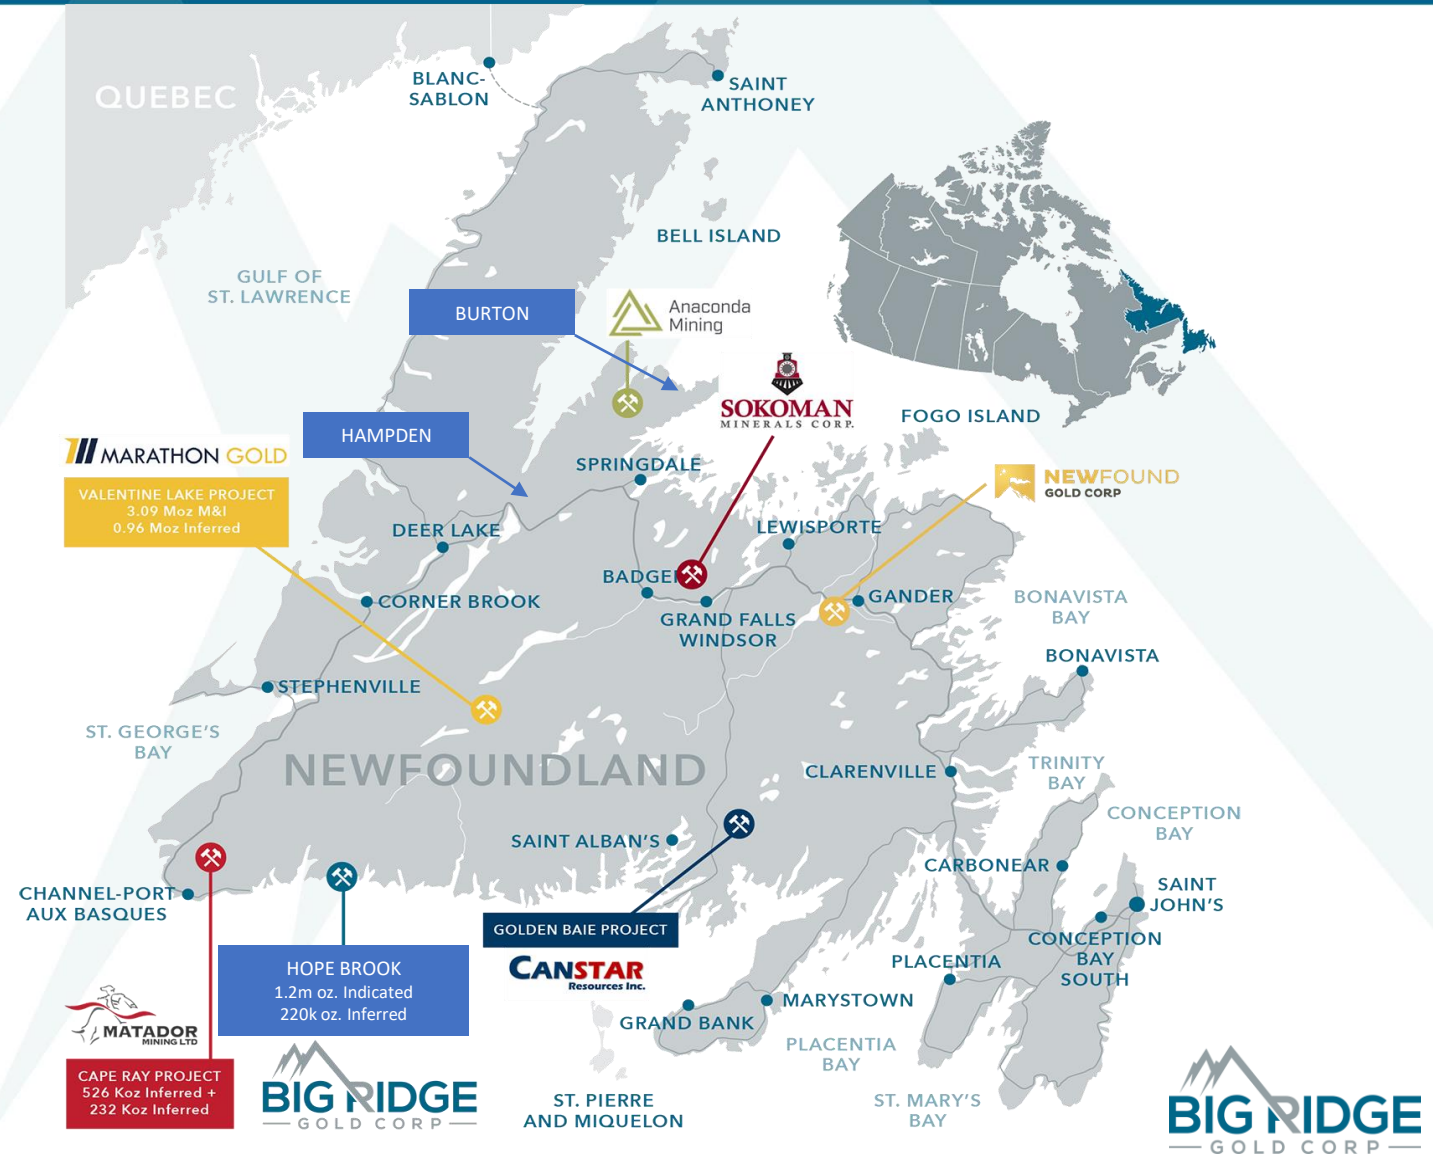 QUEBEC
BLANC-
SABLON
SAINT
ANTHONEY
BELL ISLAND
GULF OF
ST. LAWRENCE
BURTON
Anaconda
Mining
SOKOMAN
MINERALS CORP.
FOGO ISLAND
HAMPDEN
MARATHON GOLD
VALENTINE LAKE PROJECT
3.09 Moz M&I
0.96 Moz Inferred
SPRINGDALE
NEWFOUND
GOLD CORP
DEER LAKE
LEWISPORTE
BADGE
CORNER BROOK
GRAND FALLS
WINDSOR
GANDER
BONAVISTA
BAY
BONAVISTA
STEPHENVILLE
ST. GEORGE'S
BAY
NEWFOUNDLAND
CLARENVILLE
TRINITY
BAY
CONCEPTION
BAY
SAINT ALBAN'S
CARBONEAR
CHANNEL-PORT
AUX BASQUES
SAINT
JOHN'S
GOLDEN BAIE PROJECT
CANSTAR
Resources Inc.
CONCEPTION
BAY
SOUTH
PLACENTIA
HOPE BROOK
1.2m oz. Indicated
220k oz. Inferred
MARYSTOWN
GRAND BANK
PLACENTIA
BAY
MATADOR
MINING LTD
CAPE RAY PROJECT
526 Koz Inferred +
232 Koz Inferred
BIG RIDGE
GOLD CORP
ST. PIERRE
AND MIQUELON
ST. MARY'S
BAY
BIG RIDGE
GOLD CORP